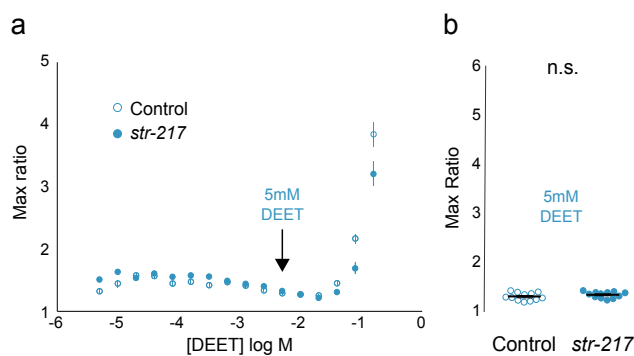 a
Max ratio
5
4
3
2
1
Control
str-217
5mM
DEET
-6
-5
-4
-3
-2
-1
0
[DEET] log M
b
Max Ratio
6
5
4
3
2
1
n.s.
5mM
DEET
Control
str-217